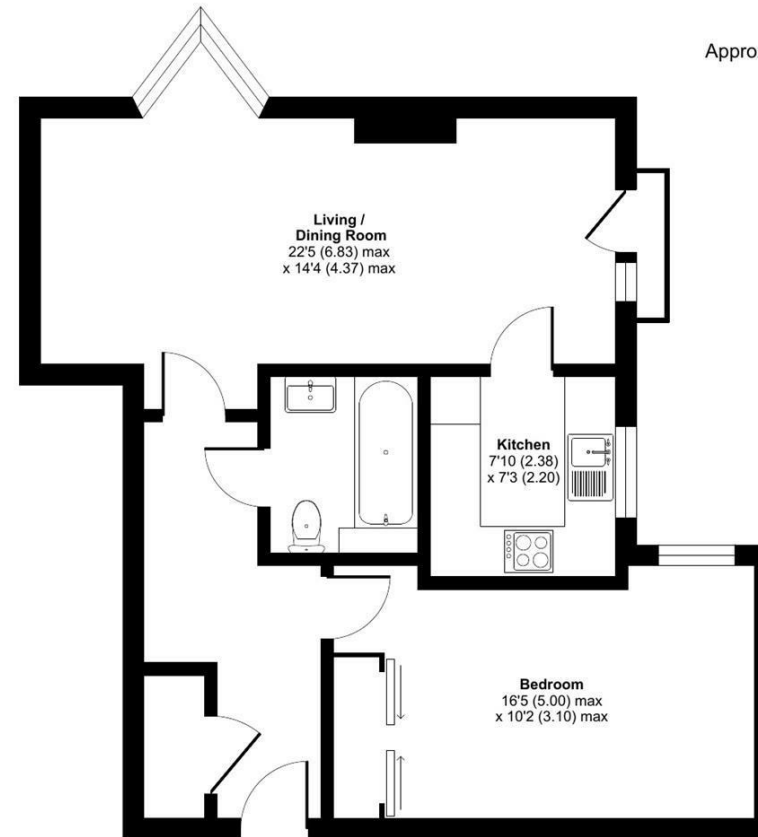 Appro
Living /
Dining Room
22'5 (6.83) max
x 14'4 (4.37) max
Kitchen
7'10 (2.38)
x 7'3 (2.20)
Bedroom
16'5 (5.00) max
x 10'2 (3.10) max